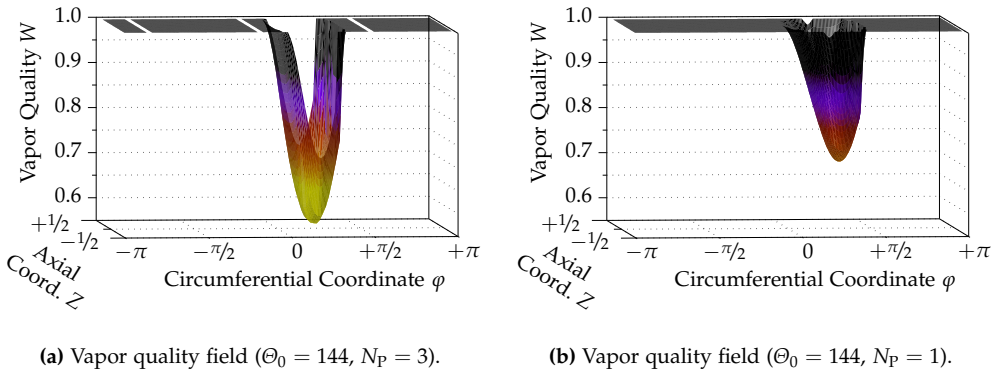 1.0
0.9
0.8
0.7
0.6
Vapor Quality W
+1/2
−1/2
Axial
Coord. Z
−π
−π/2
0
+π/2
+π
Circumferential Coordinate φ
(a) Vapor quality field (Θ₀ = 144, N_P = 3).
1.0
0.9
0.8
0.7
0.6
Vapor Quality W
+1/2
−1/2
Axial
Coord. Z
−π
−π/2
0
+π/2
+π
Circumferential Coordinate φ
(b) Vapor quality field (Θ₀ = 144, N_P = 1).